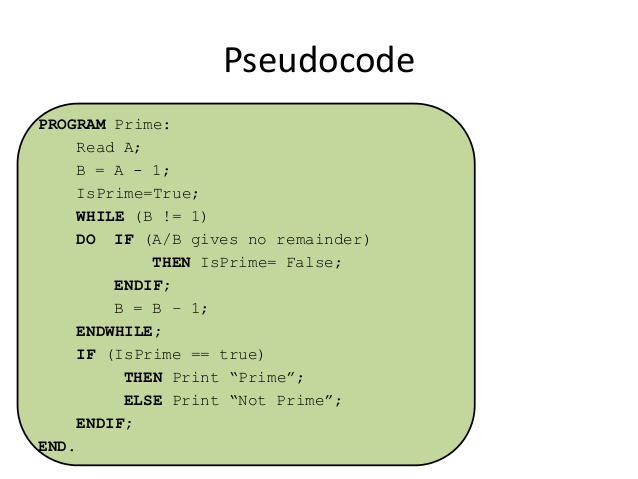 Pseudocode
PROGRAM Prime:
Read A;
B = A - 1;
IsPrime=True;
WHILE (B != 1)
DO  IF (A/B gives no remainder)
THEN IsPrime= False;
ENDIF;
B = B – 1;
ENDWHILE;
IF (IsPrime == true)
THEN Print “Prime”;
ELSE Print “Not Prime”;
ENDIF;
END.